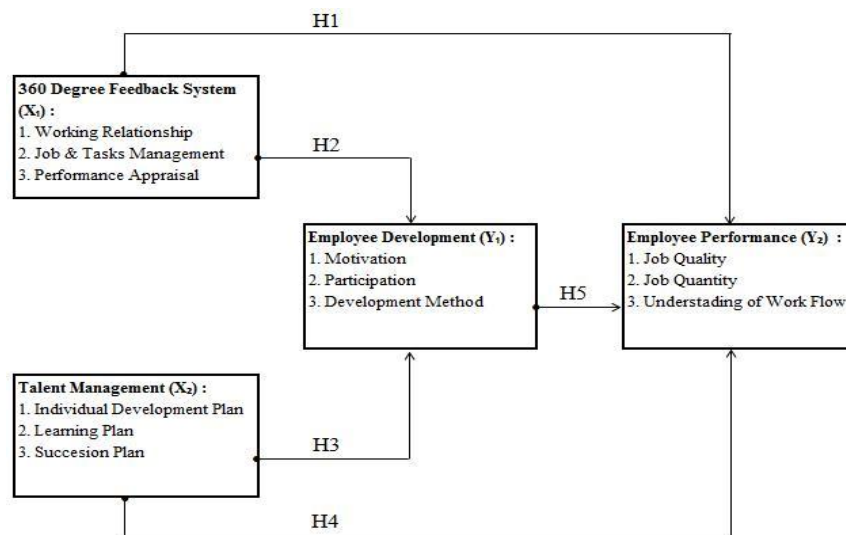 H1
360 Degree Feedback System
(X₁) :
1. Working Relationship
2. Job & Tasks Management
3. Performance Appraisal
H2
Employee Development (Y₁) :
1. Motivation
2. Participation
3. Development Method
Employee Performance (Y₂) :
1. Job Quality
2. Job Quantity
3. Understading of Work Flow
H5
Talent Management (X₂) :
1. Individual Development Plan
2. Learning Plan
3. Succesion Plan
H3
H4